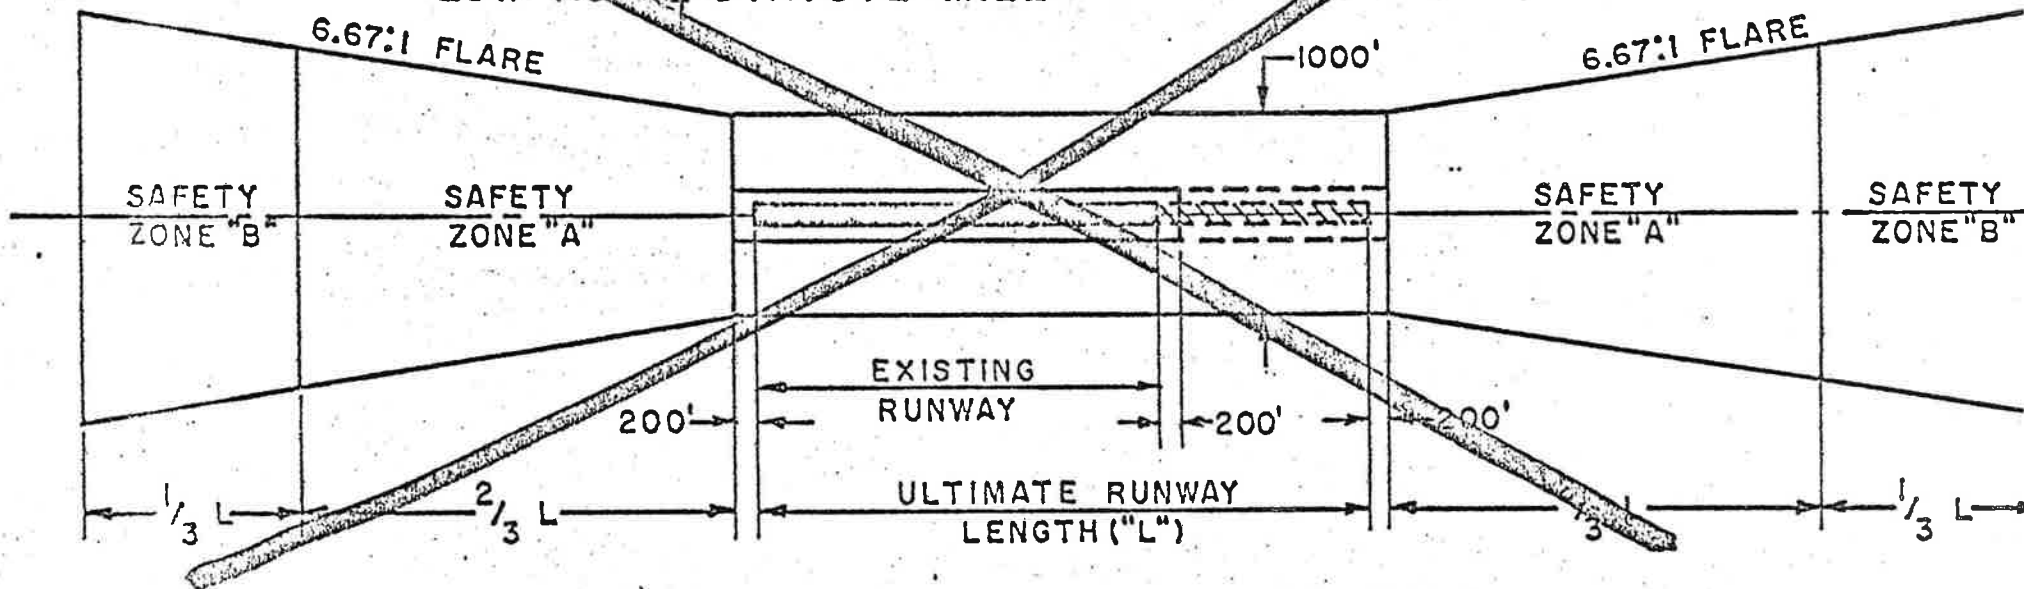 6.67:1 FLARE
1000'
6.67:1 FLARE
SAFETY
ZONE "B"
SAFETY
ZONE "A"
SAFETY
ZONE "A"
SAFETY
ZONE "B"
EXISTING
RUNWAY
200'
200'
200'
1/3 L
2/3 L
ULTIMATE RUNWAY
LENGTH ("L")
1/3 L